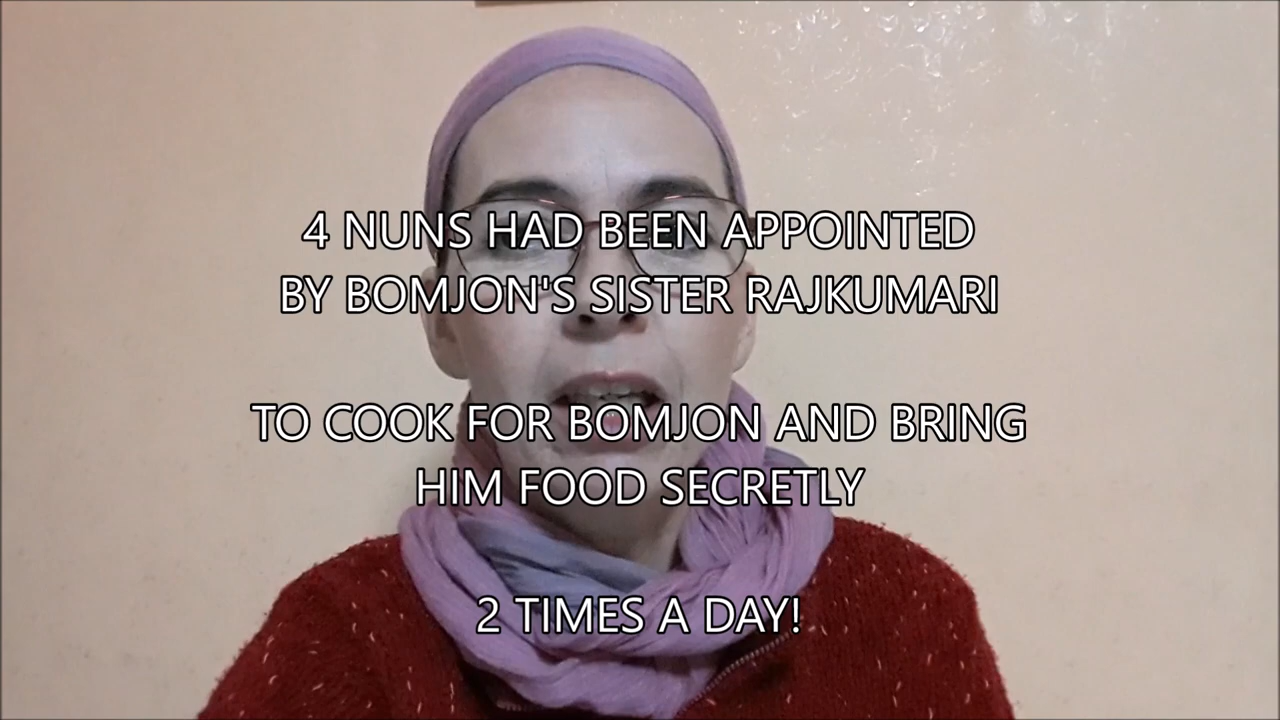 4 NUNS HAD BEEN APPOINTED
BY BOMJON'S SISTER RAJKUMARI
TO COOK FOR BOMJON AND BRING
HIM FOOD SECRETLY
2 TIMES A DAY!